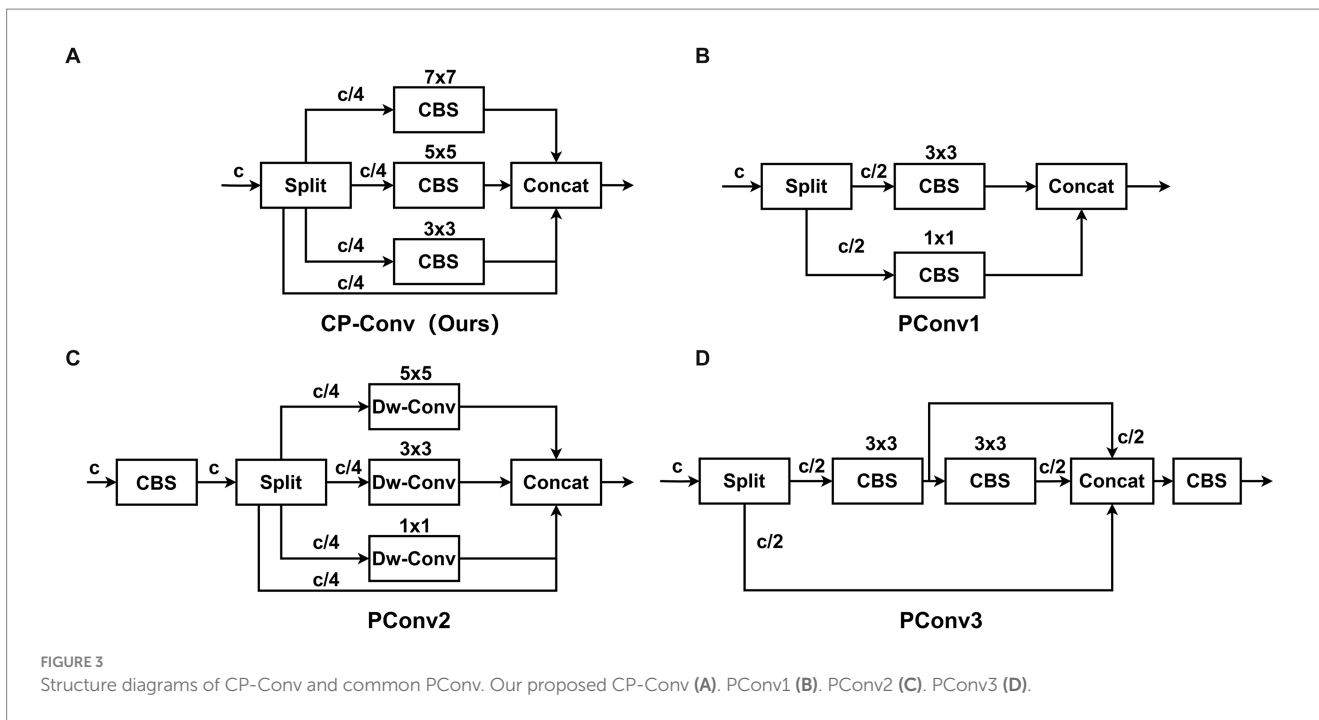 A
7x7
c/4
CBS
5x5
c
Split
c/4
CBS
Concat
3x3
c/4
CBS
c/4
CP-Conv（Ours）
B
3x3
c
Split
c/2
CBS
Concat
1x1
c/2
CBS
PConv1
C
5x5
c/4
Dw-Conv
3x3
c
CBS
c
Split
c/4
Dw-Conv
Concat
1x1
c/4
Dw-Conv
c/4
PConv2
D
3x3
3x3
c/2
c
Split
c/2
CBS
CBS
c/2
Concat
CBS
c/2
PConv3
FIGURE 3
Structure diagrams of CP-Conv and common PConv. Our proposed CP-Conv (A). PConv1 (B). PConv2 (C). PConv3 (D).